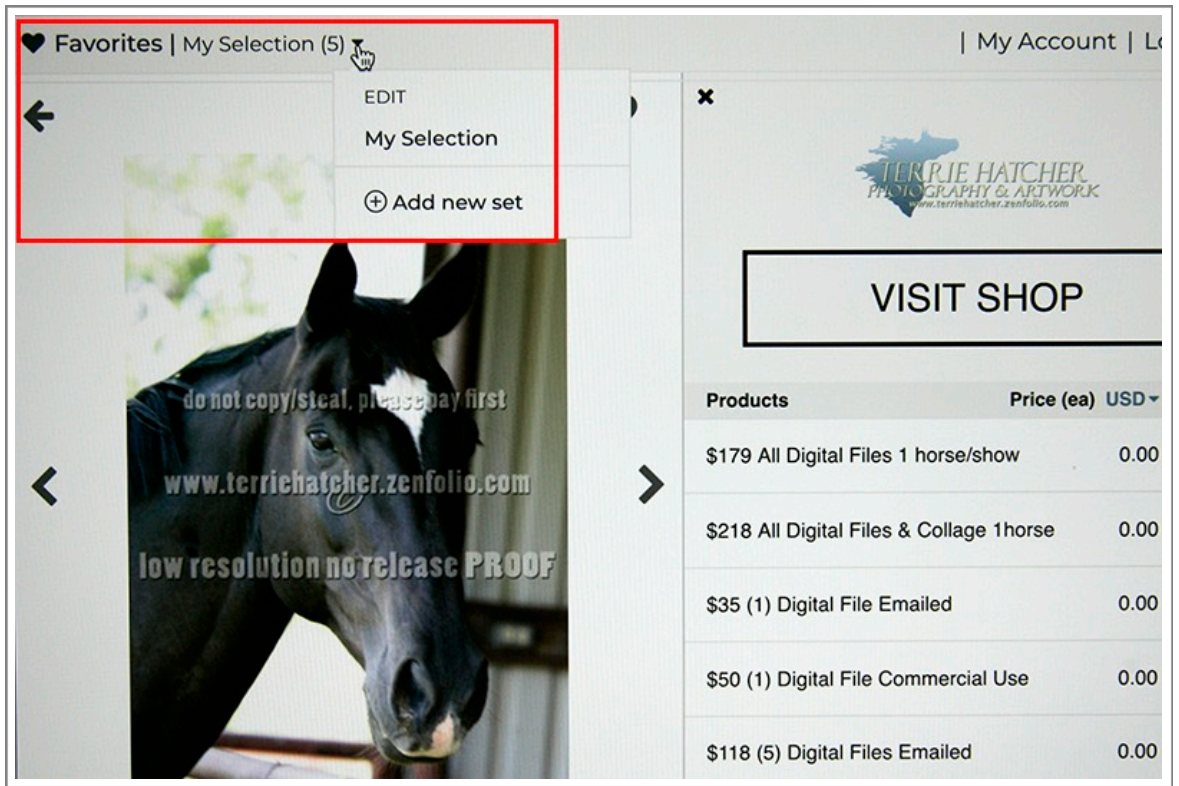 Favorites | My Selection (5)
| My Account | Lo
EDIT
My Selection
Add new set
TERRIE HATCHER
PHOTOGRAPHY & ARTWORK
www.terriehatcher.zenfolio.com
VISIT SHOP
do not copy/steal, please pay first
www.terriehatcher.zenfolio.com
low resolution no release PROOF
Products Price (ea) USD
$179 All Digital Files 1 horse/show 0.00
$218 All Digital Files & Collage 1horse 0.00
$35 (1) Digital File Emailed 0.00
$50 (1) Digital File Commercial Use 0.00
$118 (5) Digital Files Emailed 0.00